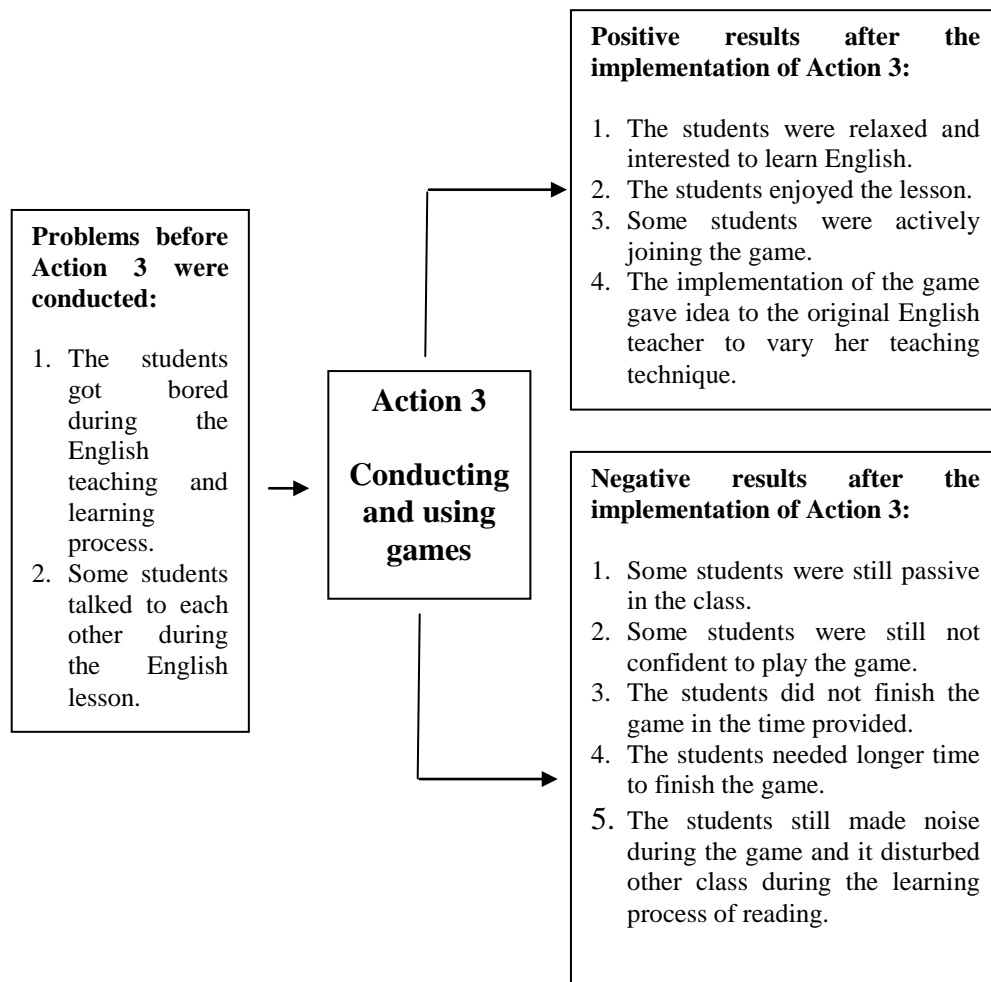 Problems before
Action 3 were
conducted:
1. The students
got bored
during the
English
teaching and
learning
process.
2. Some students
talked to each
other during
the English
lesson.
Action 3
Conducting
and using
games
Positive results after the
implementation of Action 3:
1. The students were relaxed and
interested to learn English.
2. The students enjoyed the lesson.
3. Some students were actively
joining the game.
4. The implementation of the game
gave idea to the original English
teacher to vary her teaching
technique.
Negative results after the
implementation of Action 3:
1. Some students were still passive
in the class.
2. Some students were still not
confident to play the game.
3. The students did not finish the
game in the time provided.
4. The students needed longer time
to finish the game.
5. The students still made noise
during the game and it disturbed
other class during the learning
process of reading.